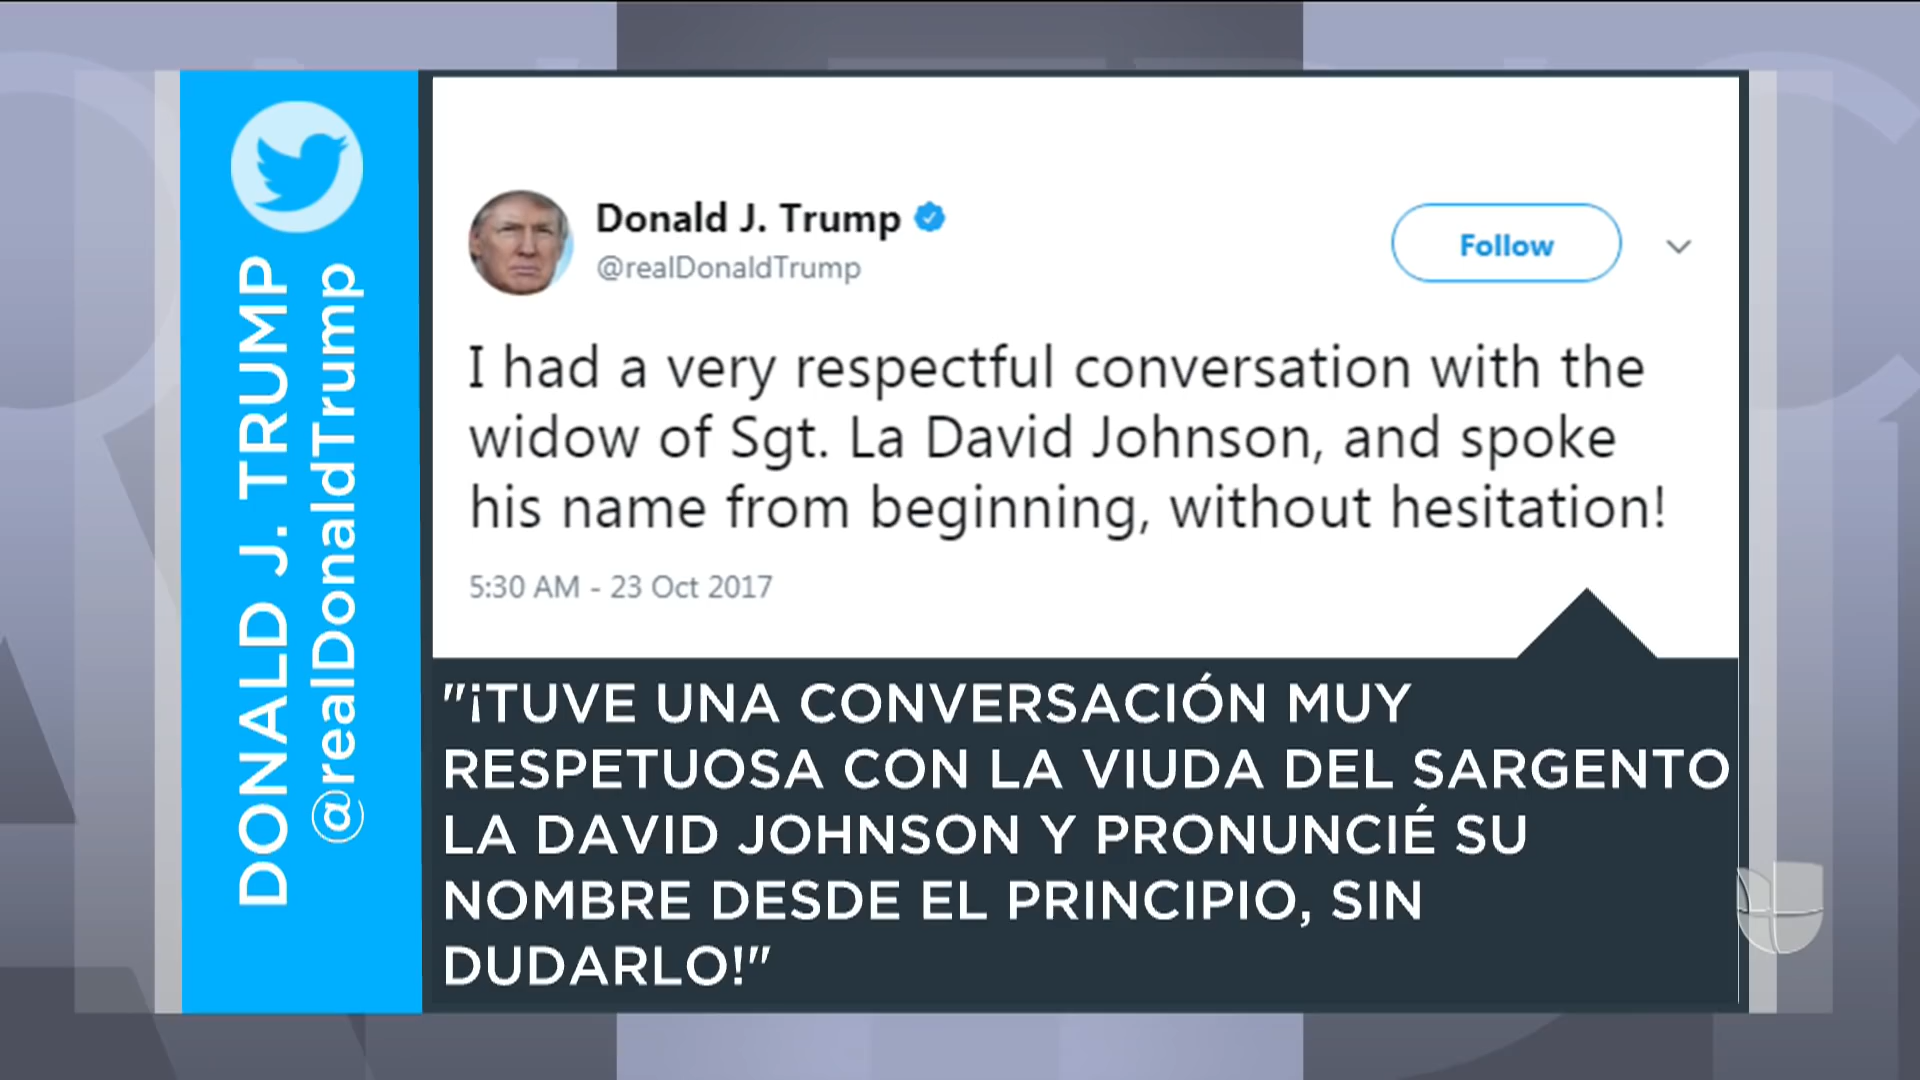 DONALD J. TRUMP
@realDonaldTrump
Donald J. Trump
@realDonaldTrump
Follow
I had a very respectful conversation with the
widow of Sgt. La David Johnson, and spoke
his name from beginning, without hesitation!
5:30 AM - 23 Oct 2017
"¡TUVE UNA CONVERSACIÓN MUY
RESPETUOSA CON LA VIUDA DEL SARGENTO
LA DAVID JOHNSON Y PRONUNCIÉ SU
NOMBRE DESDE EL PRINCIPIO, SIN
DUDARLO!"